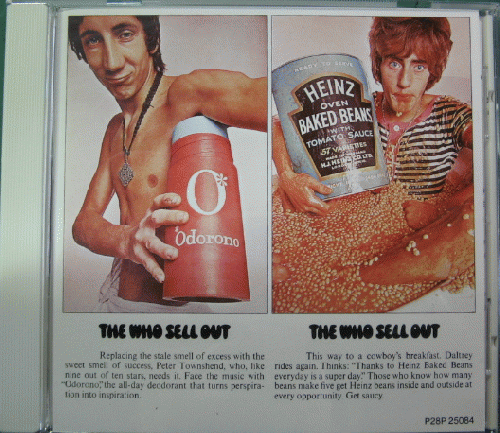 O*
Odorono
READY TO SERVE
HEINZ
OVEN
BAKED BEANS
WITH
TOMATO SAUCE
57 VARIETIES
H.J. HEINZ CO. LTD.
THE WHO SELL OUT
Replacing the stale smell of excess with the
sweet smell of success, Peter Townshend, who, like
nine out of ten stars, needs it. Face the music with
"Odorono," the all-day deodorant that turns perspira-
tion into inspiration.
THE WHO SELL OUT
This way to a cowboy's breakfast. Daltrey
rides again. Thinks: "Thanks to Heinz Baked Beans
everyday is a super day." Those who know how many
beans make five get Heinz beans inside and outside at
every opportunity. Get saucy.
P28P 25084